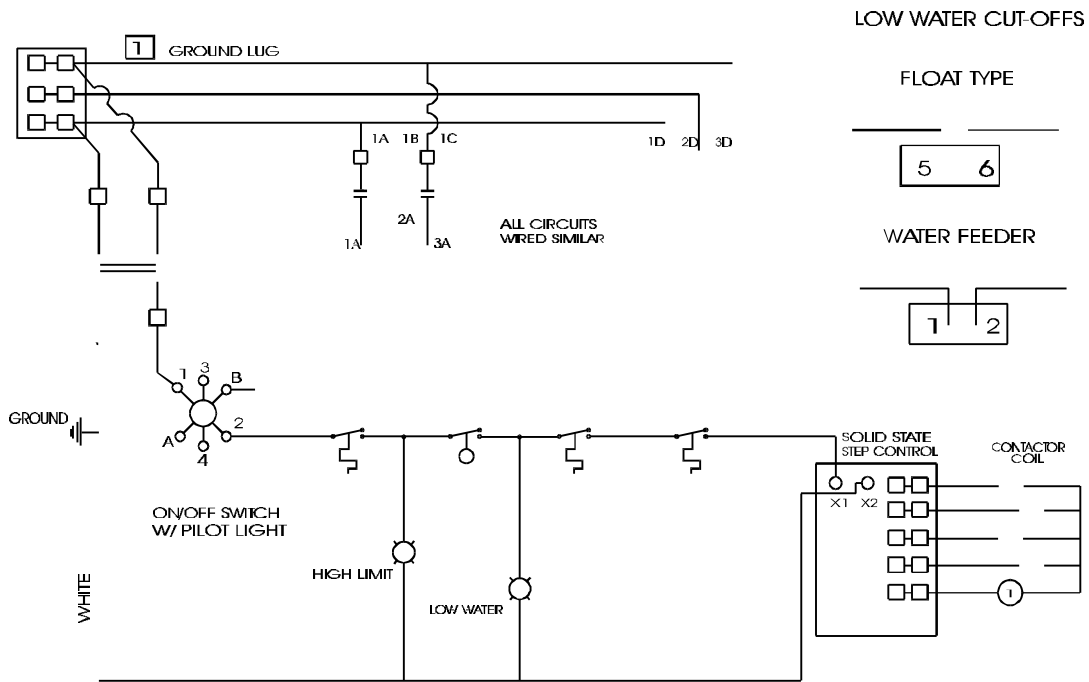 LOW WATER CUT-OFFS
1 GROUND LUG
FLOAT TYPE
1A 1B 1C
1D 2D 3D
5 6
2A
ALL CIRCUITS
WIRED SIMILAR
1A 3A
WATER FEEDER
1 2
1 3 B
GROUND
A 4 2
SOLID STATE
STEP CONTROL
CONTACTOR
COIL
X1 X2
ON/OFF SWITCH
W/ PILOT LIGHT
HIGH LIMIT
WHITE
LOW WATER
1